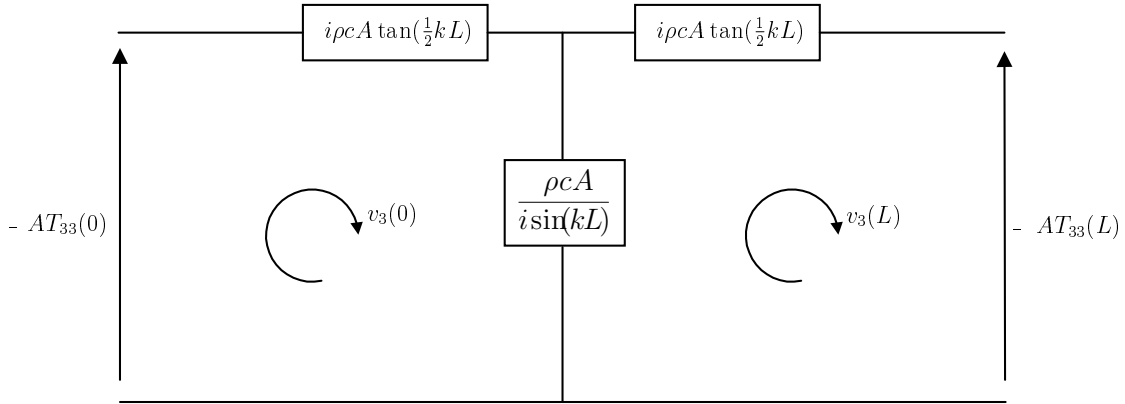 iρcA tan(½kL)
iρcA tan(½kL)
ρcA
i sin(kL)
v₃(0)
v₃(L)
- AT₃₃(0)
- AT₃₃(L)